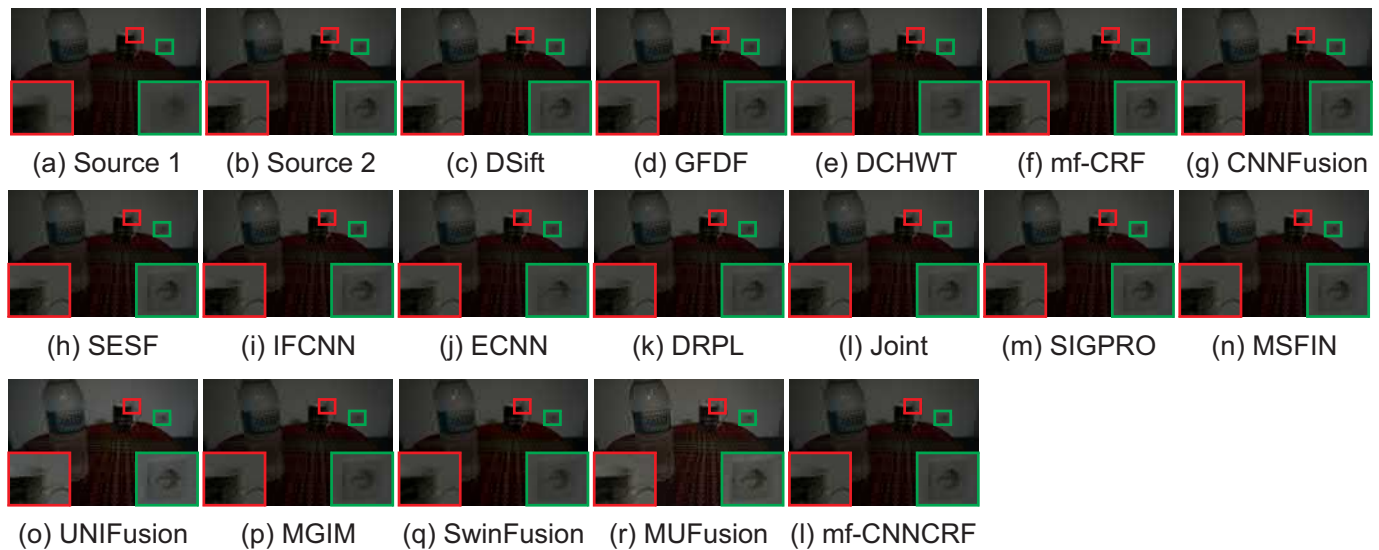 (a) Source 1 (b) Source 2 (c) DSift (d) GFDF (e) DCHWT (f) mf-CRF (g) CNNFusion
(h) SESF (i) IFCNN (j) ECNN (k) DRPL (l) Joint (m) SIGPRO (n) MSFIN
(o) UNIFusion (p) MGIM (q) SwinFusion (r) MUFusion (l) mf-CNNCRF